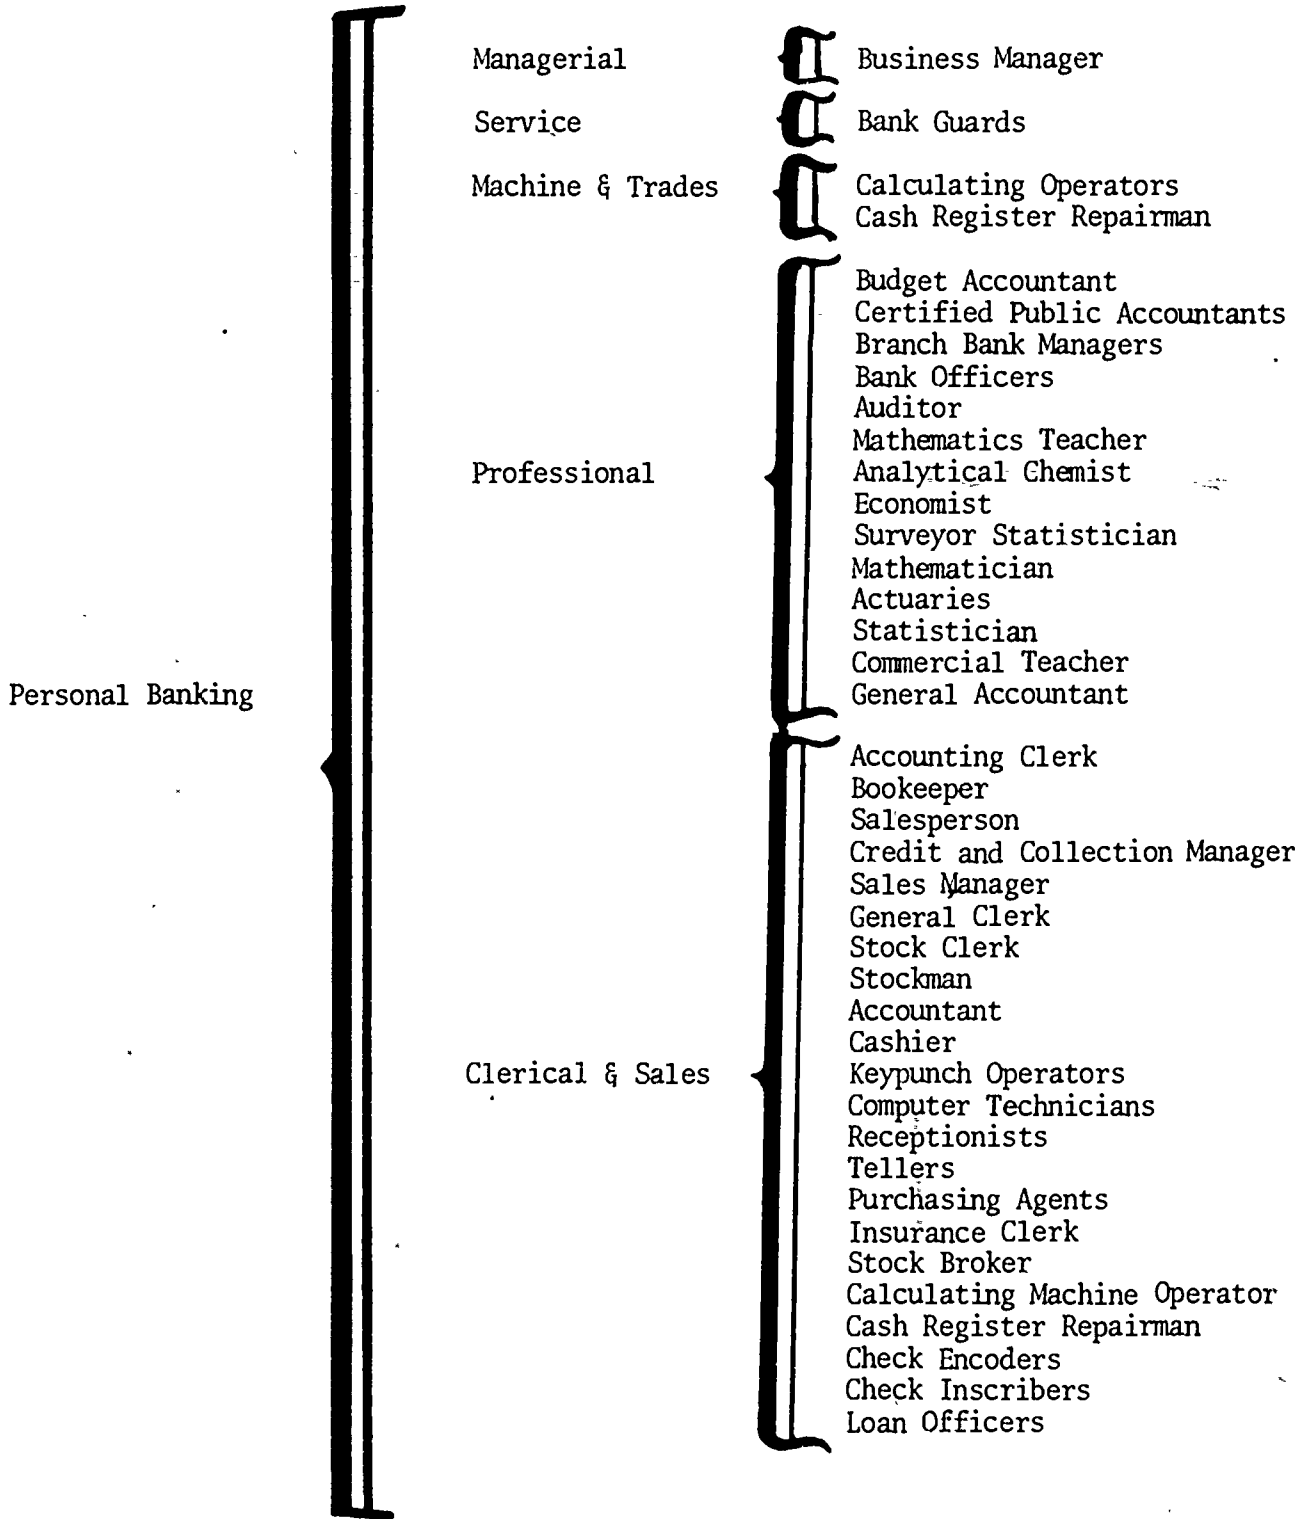 Managerial
Business Manager
Service
Bank Guards
Machine & Trades
Calculating Operators
Cash Register Repairman
Professional
Budget Accountant
Certified Public Accountants
Branch Bank Managers
Bank Officers
Auditor
Mathematics Teacher
Analytical Chemist
Economist
Surveyor Statistician
Mathematician
Actuaries
Statistician
Commercial Teacher
General Accountant
Personal Banking
Clerical & Sales
Accounting Clerk
Bookeeper
Salesperson
Credit and Collection Manager
Sales Manager
General Clerk
Stock Clerk
Stockman
Accountant
Cashier
Keypunch Operators
Computer Technicians
Receptionists
Tellers
Purchasing Agents
Insurance Clerk
Stock Broker
Calculating Machine Operator
Cash Register Repairman
Check Encoders
Check Inscribers
Loan Officers